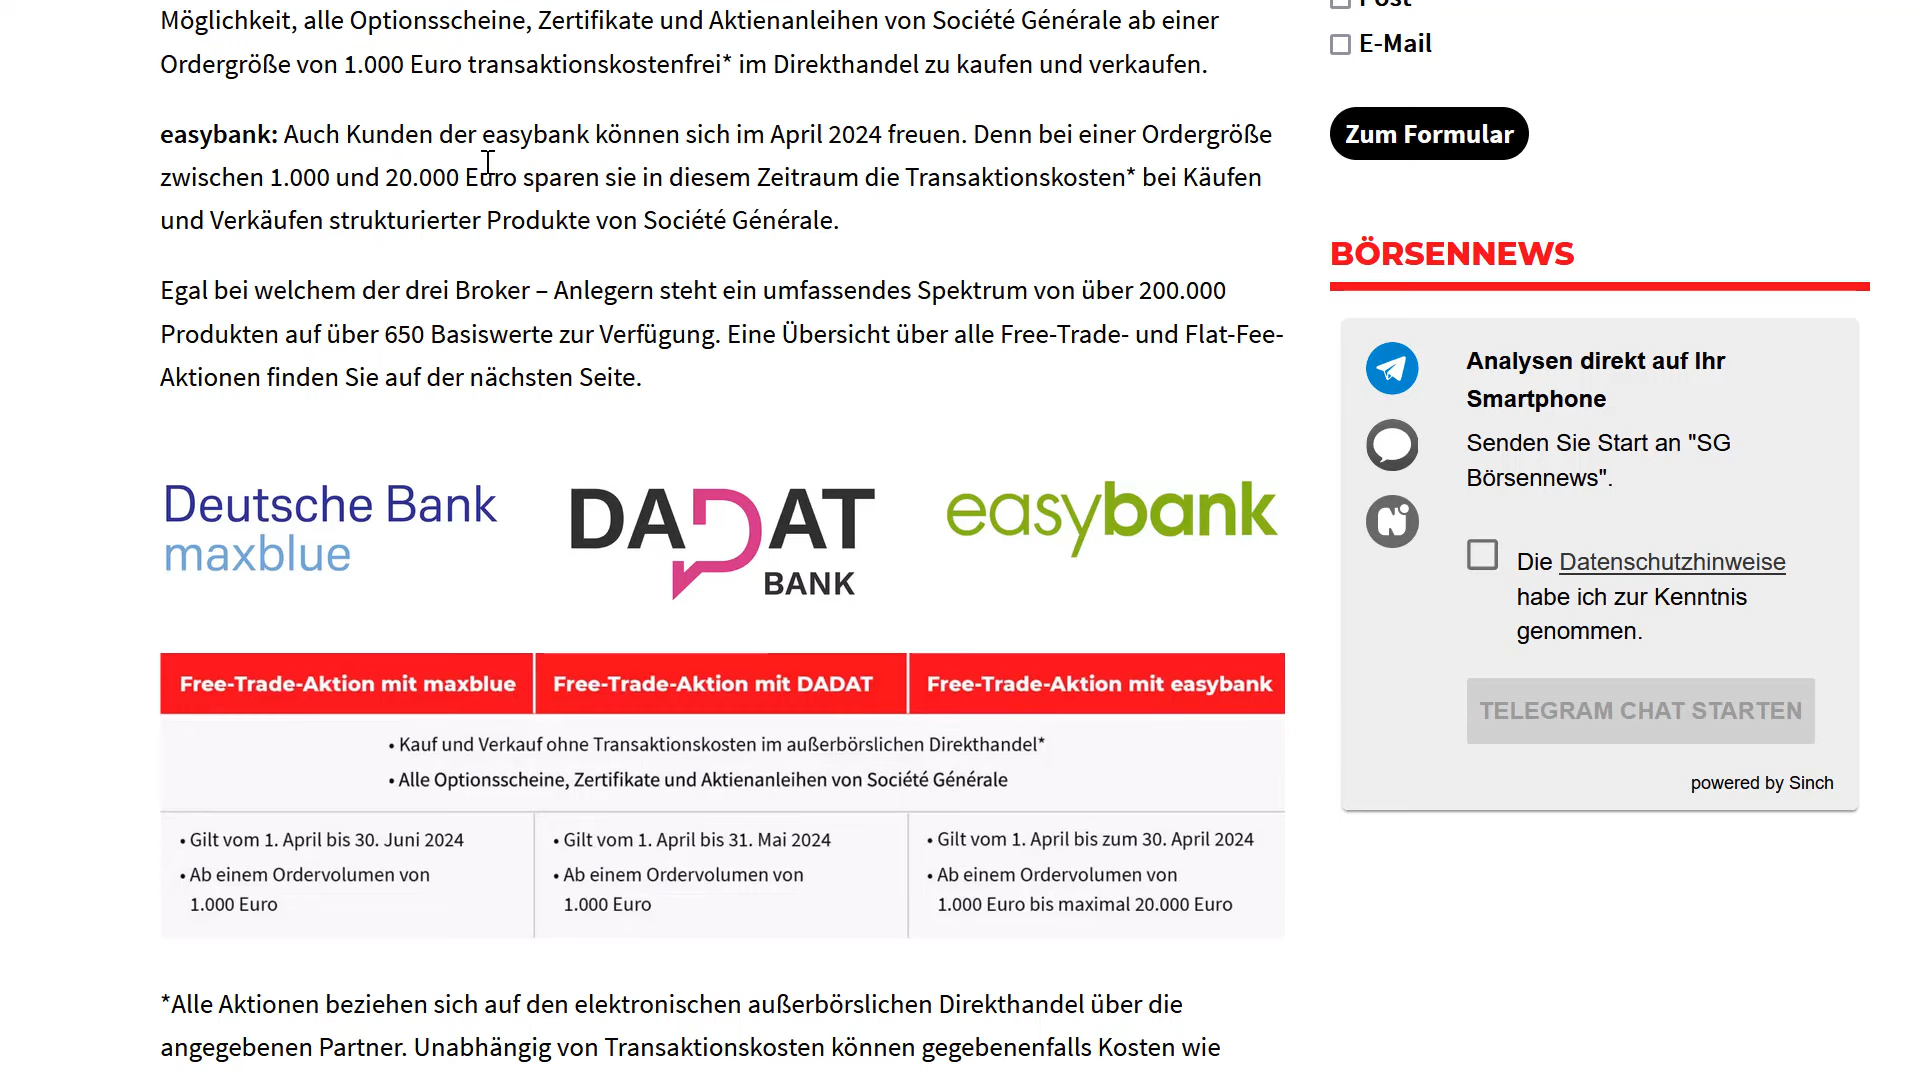 Möglichkeit, alle Optionsscheine, Zertifikate und Aktienanleihen von Société Générale ab einer
Ordergröße von 1.000 Euro transaktionskostenfrei* im Direkthandel zu kaufen und verkaufen.
easybank: Auch Kunden der easybank können sich im April 2024 freuen. Denn bei einer Ordergröße
zwischen 1.000 und 20.000 Euro sparen sie in diesem Zeitraum die Transaktionskosten* bei Käufen
und Verkäufen strukturierter Produkte von Société Générale.
Egal bei welchem der drei Broker – Anlegern steht ein umfassendes Spektrum von über 200.000
Produkten auf über 650 Basiswerte zur Verfügung. Eine Übersicht über alle Free-Trade- und Flat-Fee-
Aktionen finden Sie auf der nächsten Seite.
Deutsche Bank
maxblue
DADAT
BANK
easybank
Free-Trade-Aktion mit maxblue
Free-Trade-Aktion mit DADAT
Free-Trade-Aktion mit easybank
• Kauf und Verkauf ohne Transaktionskosten im außerbörslichen Direkthandel*
• Alle Optionsscheine, Zertifikate und Aktienanleihen von Société Générale
• Gilt vom 1. April bis 30. Juni 2024
• Ab einem Ordervolumen von
1.000 Euro
• Gilt vom 1. April bis 31. Mai 2024
• Ab einem Ordervolumen von
1.000 Euro
• Gilt vom 1. April bis zum 30. April 2024
• Ab einem Ordervolumen von
1.000 Euro bis maximal 20.000 Euro
*Alle Aktionen beziehen sich auf den elektronischen außerbörslichen Direkthandel über die
angegebenen Partner. Unabhängig von Transaktionskosten können gegebenenfalls Kosten wie
Post
E-Mail
Zum Formular
BÖRSENNEWS
Analysen direkt auf Ihr
Smartphone
Senden Sie Start an "SG
Börsennews".
Die Datenschutzhinweise
habe ich zur Kenntnis
genommen.
TELEGRAM CHAT STARTEN
powered by Sinch